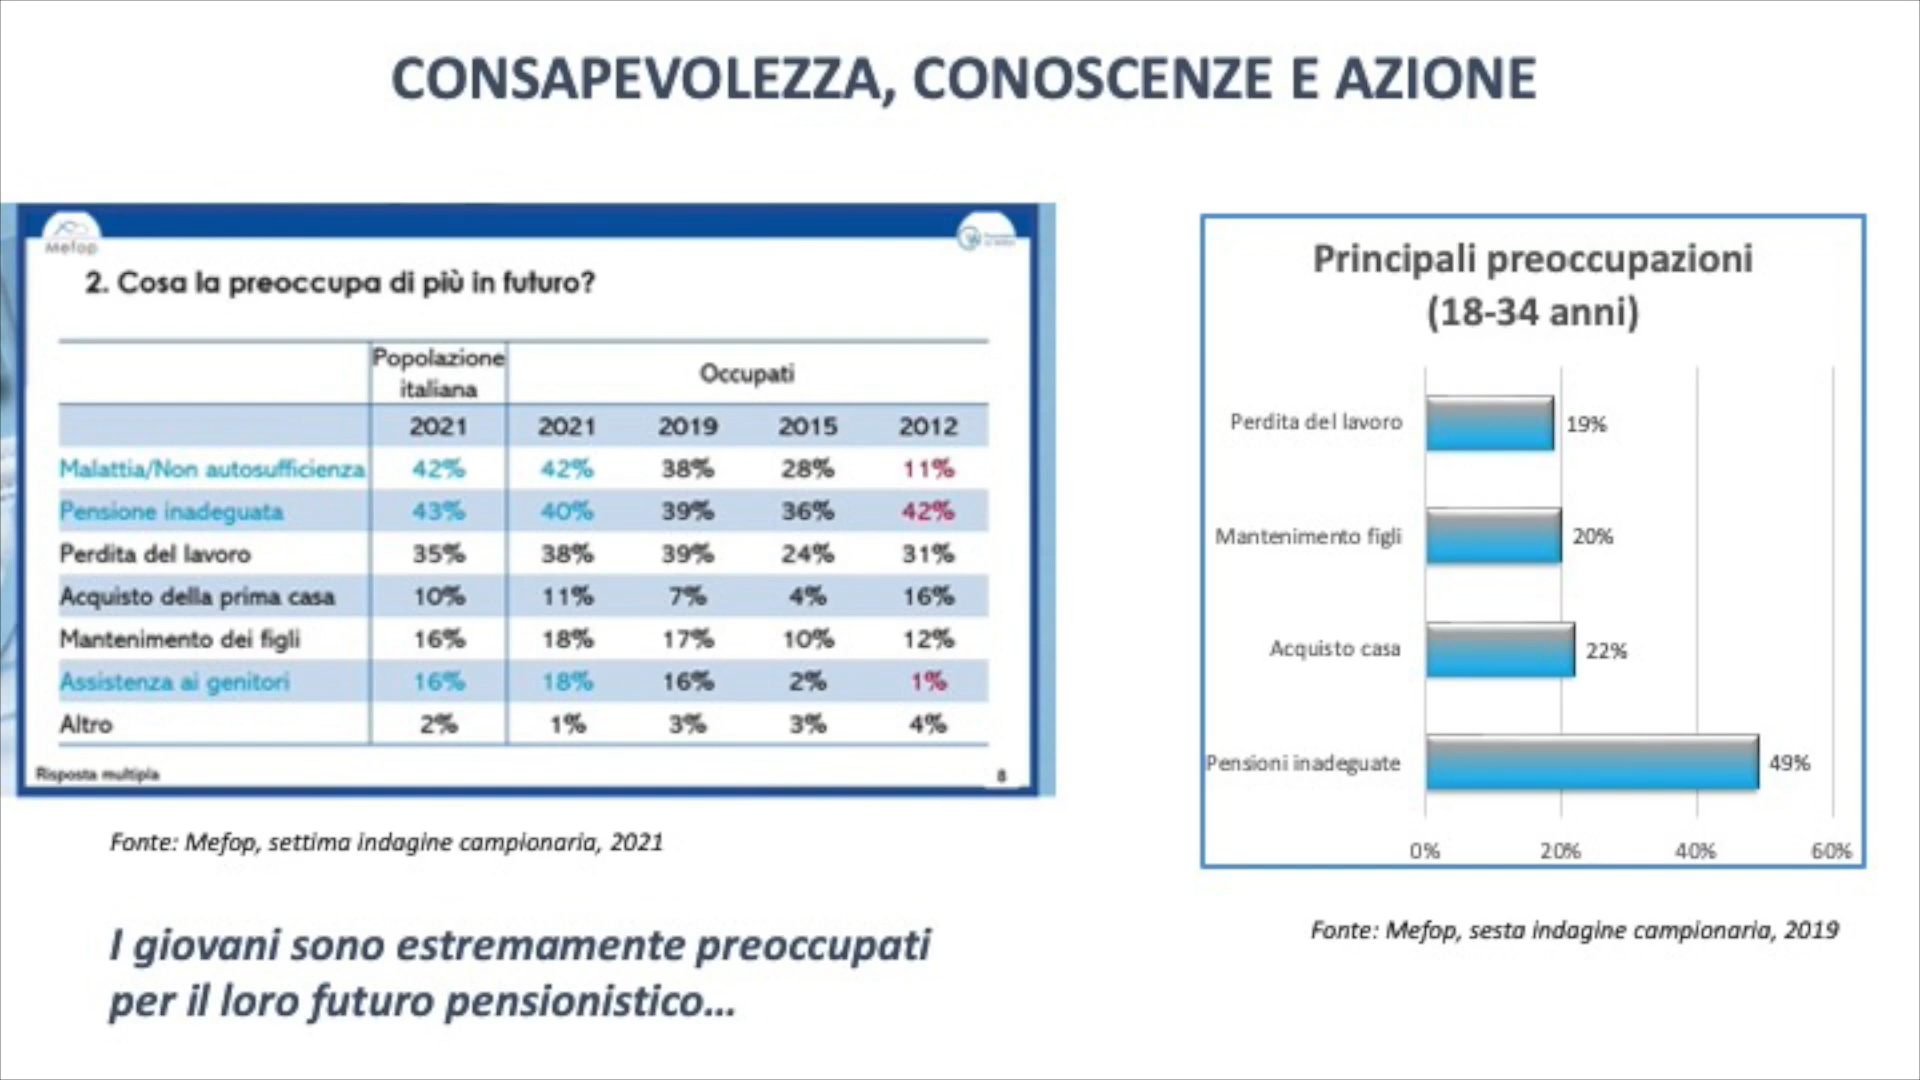 CONSAPEVOLEZZA, CONOSCENZE E AZIONE
Mefop
2. Cosa la preoccupa di più in futuro?
Popolazione italiana Occupati
2021 2021 2019 2015 2012
Malattia/Non autosufficienza 42% 42% 38% 28% 11%
Pensione inadeguata 43% 40% 39% 36% 42%
Perdita del lavoro 35% 38% 39% 24% 31%
Acquisto della prima casa 10% 11% 7% 4% 16%
Mantenimento dei figli 16% 18% 17% 10% 12%
Assistenza ai genitori 16% 18% 16% 2% 1%
Altro 2% 1% 3% 3% 4%
Risposta multipla 8
Fonte: Mefop, settima indagine campionaria, 2021
I giovani sono estremamente preoccupati
per il loro futuro pensionistico...
Principali preoccupazioni
(18-34 anni)
Perdita del lavoro 19%
Mantenimento figli 20%
Acquisto casa 22%
Pensioni inadeguate 49%
0% 20% 40% 60%
Fonte: Mefop, sesta indagine campionaria, 2019